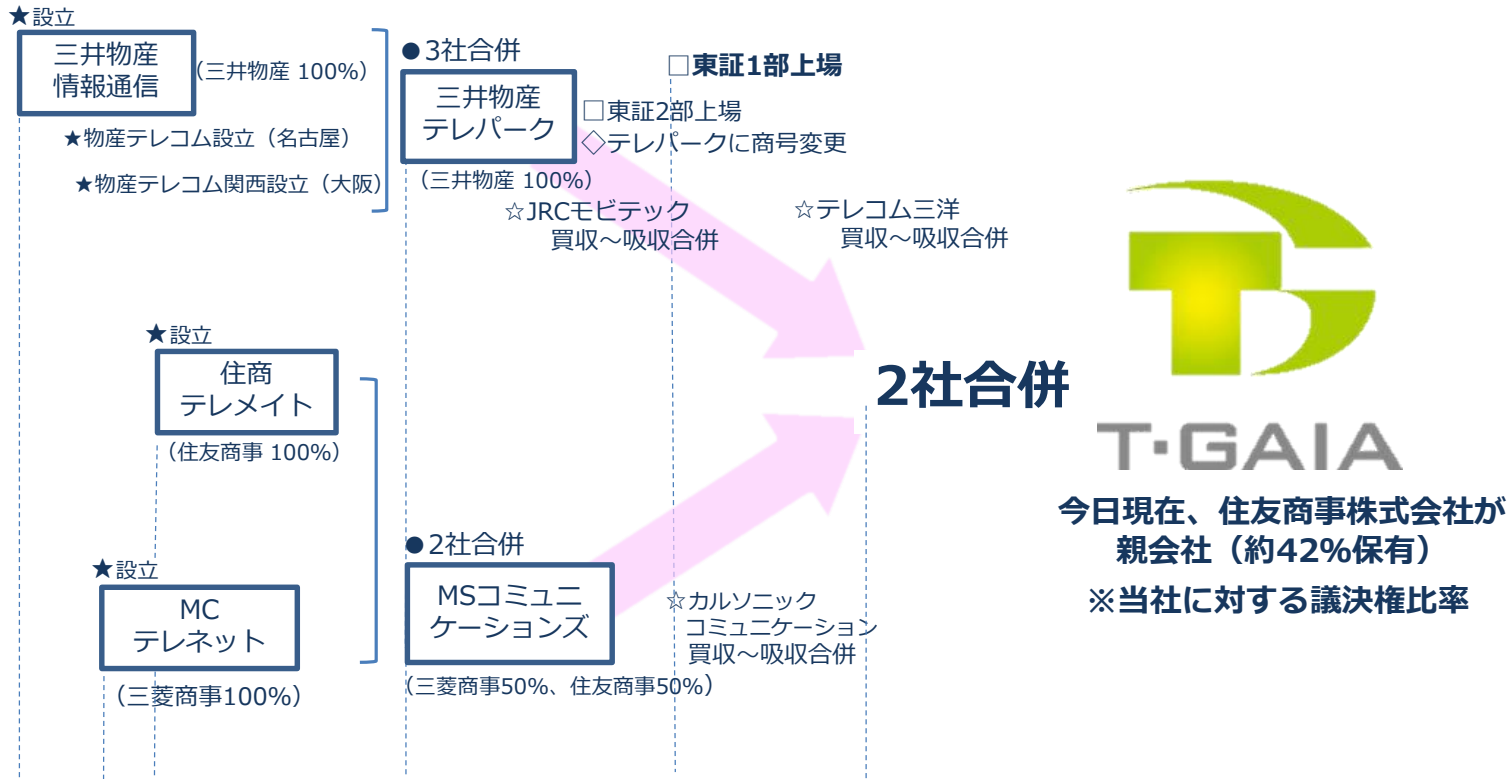 ★設立
三井物産
情報通信
(三井物産 100%)
★物産テレコム設立（名古屋）
★物産テレコム関西設立（大阪）
●3社合併
三井物産
テレパーク
(三井物産 100%)
□東証1部上場
□東証2部上場
◇テレパークに商号変更
☆JRCモビテック
買収～吸収合併
☆テレコム三洋
買収～吸収合併
★設立
住商
テレメイト
(住友商事 100%)
★設立
MC
テレネット
（三菱商事100%）
●2社合併
MSコミュニ
ケーションズ
(三菱商事50%、住友商事50%)
☆カルソニック
コミュニケーション
買収～吸収合併
2社合併
T·GAIA
今日現在、住友商事株式会社が
親会社（約42%保有）
※当社に対する議決権比率